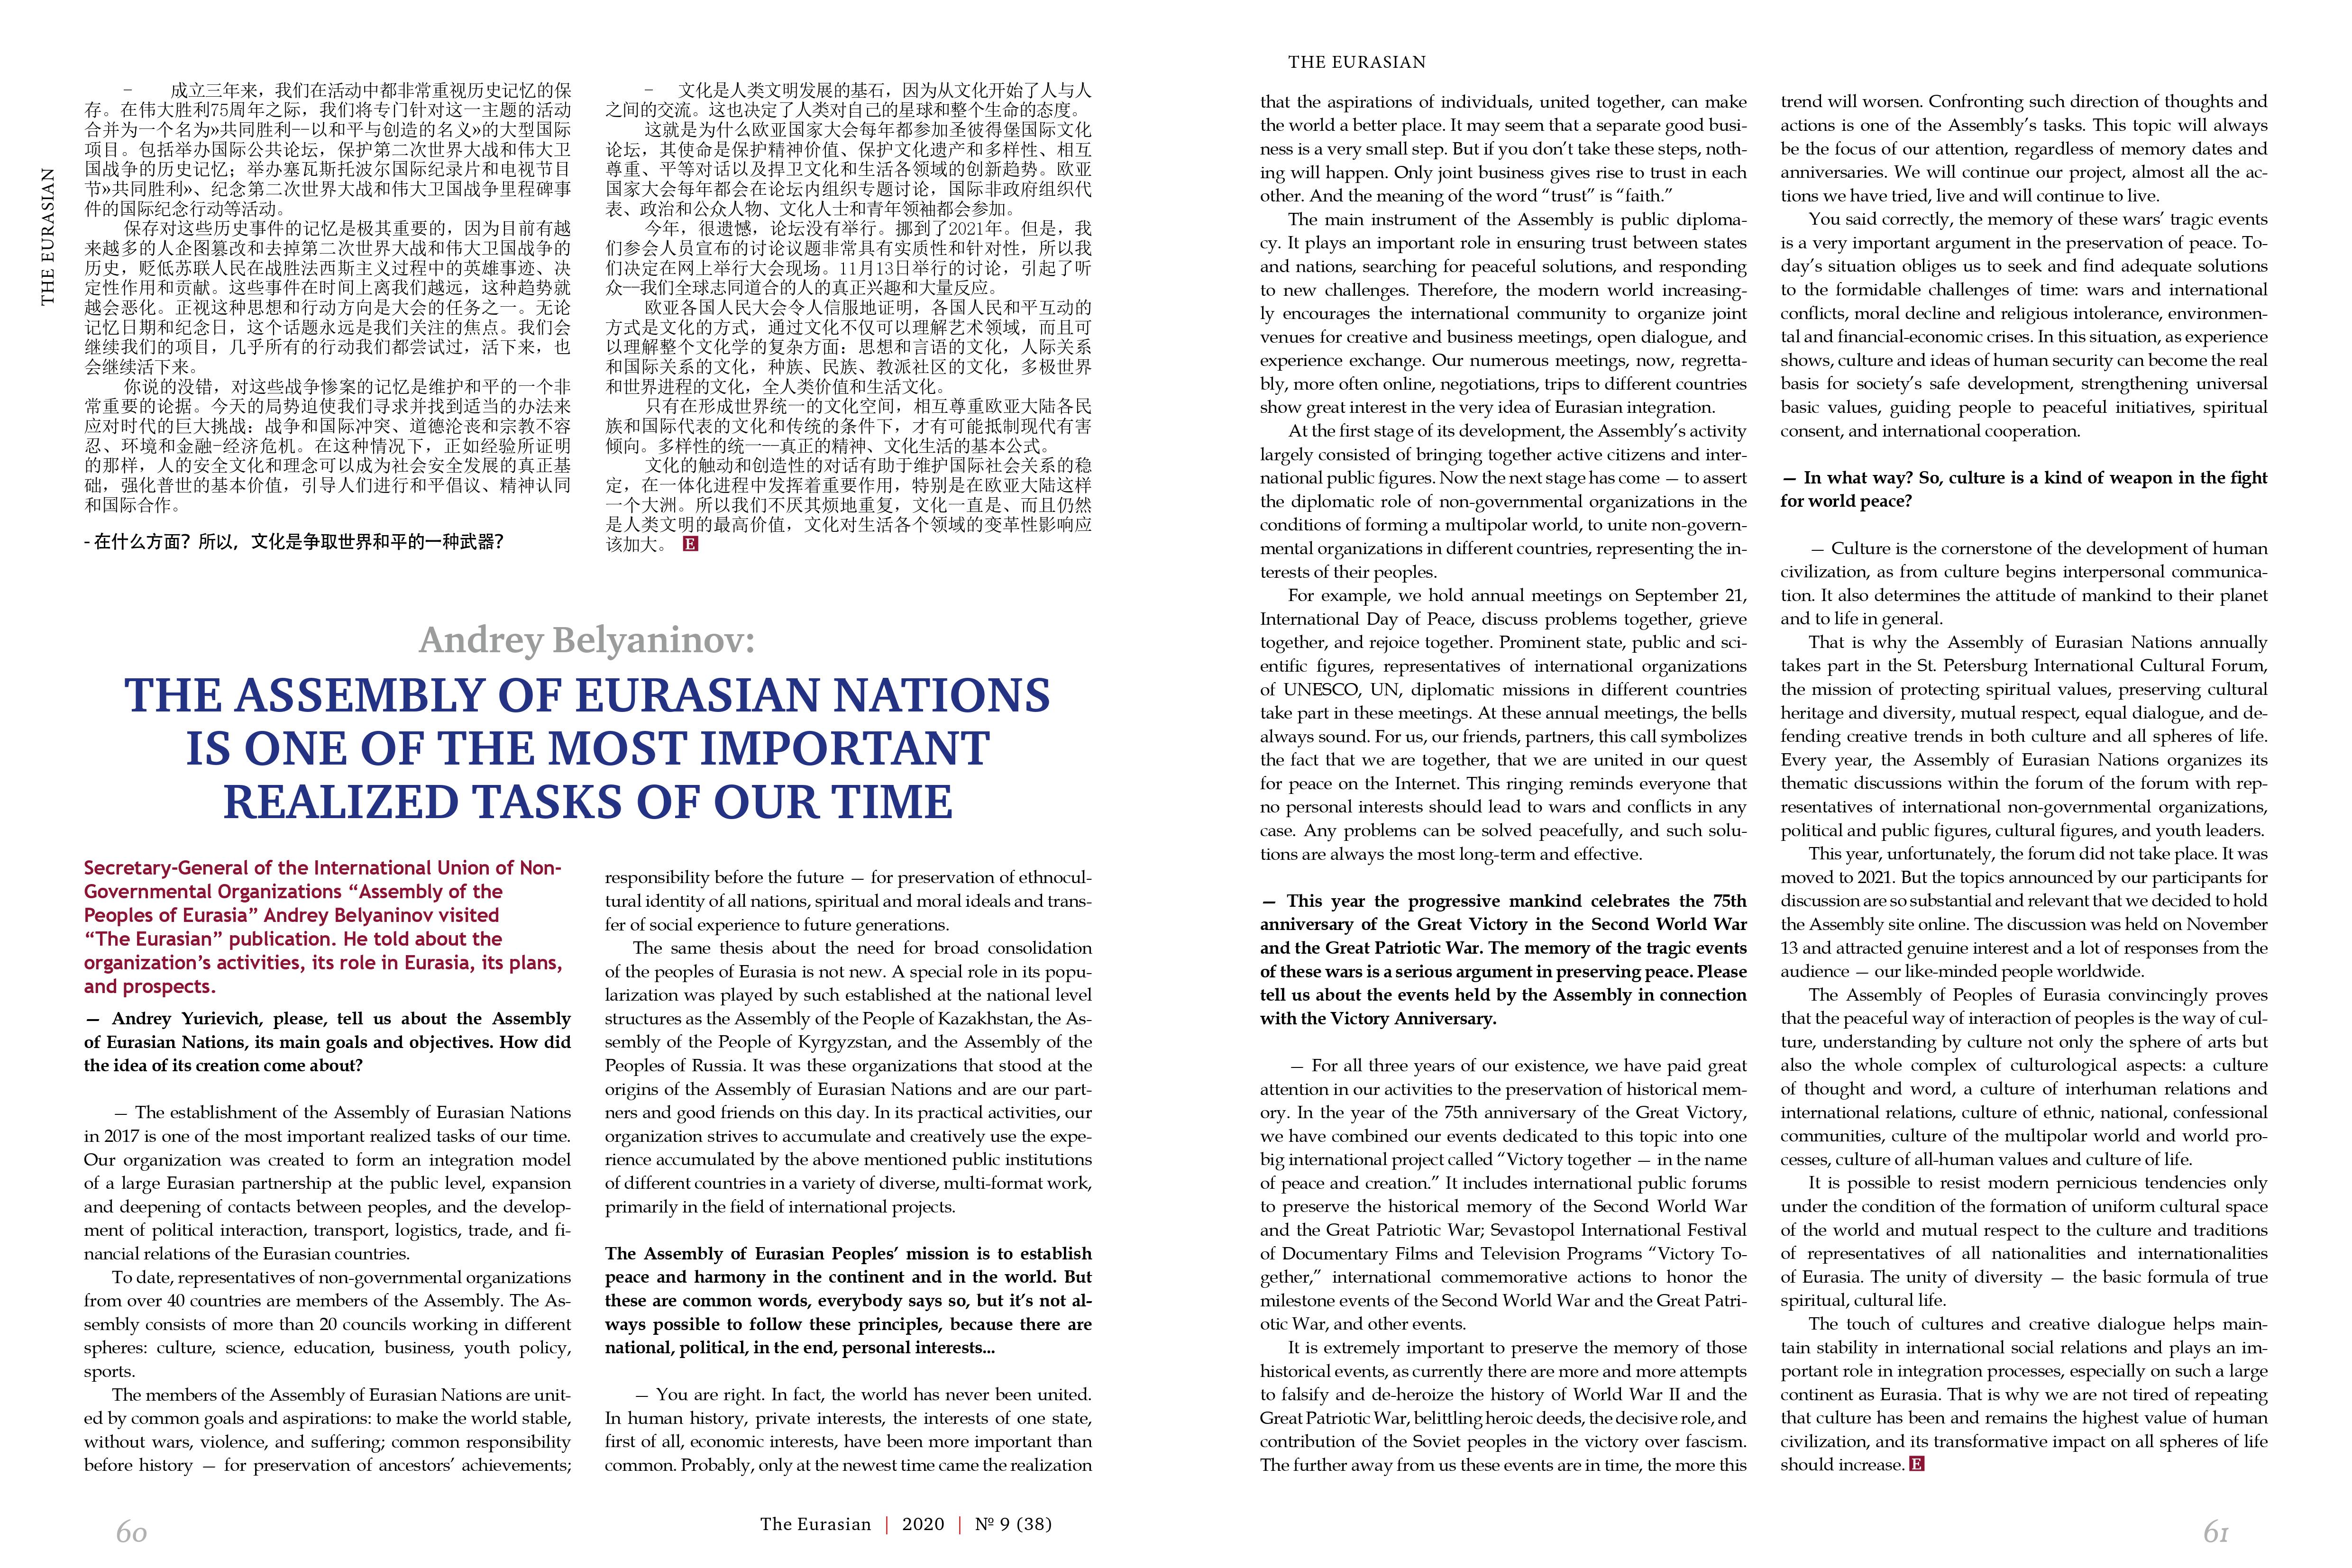 THE EURASIAN
– 成立三年来，我们在活动中都非常重视历史记忆的保
存。在伟大胜利75周年之际，我们将专门针对这一主题的活动
合并为一个名为»共同胜利--以和平与创造的名义»的大型国际
项目。包括举办国际公共论坛，保护第二次世界大战和伟大卫
国战争的历史记忆；举办塞瓦斯托波尔国际纪录片和电视节目
节»共同胜利»、纪念第二次世界大战和伟大卫国战争里程碑事
件的国际纪念行动等活动。
保存对这些历史事件的记忆是极其重要的，因为目前有越
来越多的人企图篡改和去掉第二次世界大战和伟大卫国战争的
历史，贬低苏联人民在战胜法西斯主义过程中的英雄事迹、决
定性作用和贡献。这些事件在时间上离我们越远，这种趋势就
越会恶化。正视这种思想和行动方向是大会的任务之一。无论
记忆日期和纪念日，这个话题永远是我们关注的焦点。我们会
继续我们的项目，几乎所有的行动我们都尝试过，活下来，也
会继续活下来。
你说的没错，对这些战争惨案的记忆是维护和平的一个非
常重要的论据。今天的局势迫使我们寻求并找到适当的办法来
应对时代的巨大挑战：战争和国际冲突、道德沦丧和宗教不容
忍、环境和金融-经济危机。在这种情况下，正如经验所证明
的那样，人的安全文化和理念可以成为社会安全发展的真正基
础，强化普世的基本价值，引导人们进行和平倡议、精神认同
和国际合作。
- 在什么方面？所以，文化是争取世界和平的一种武器？
– 文化是人类文明发展的基石，因为从文化开始了人与人
之间的交流。这也决定了人类对自己的星球和整个生命的态度。
这就是为什么欧亚国家大会每年都参加圣彼得堡国际文化
论坛，其使命是保护精神价值、保护文化遗产和多样性、相互
尊重、平等对话以及捍卫文化和生活各领域的创新趋势。欧亚
国家大会每年都会在论坛内组织专题讨论，国际非政府组织代
表、政治和公众人物、文化人士和青年领袖都会参加。
今年，很遗憾，论坛没有举行。挪到了2021年。但是，我
们参会人员宣布的讨论议题非常具有实质性和针对性，所以我
们决定在网上举行大会现场。11月13日举行的讨论，引起了听
众--我们全球志同道合的人的真正兴趣和大量反应。
欧亚各国人民大会令人信服地证明，各国人民和平互动的
方式是文化的方式，通过文化不仅可以理解艺术领域，而且可
以理解整个文化学的复杂方面：思想和言语的文化，人际关系
和国际关系的文化，种族、民族、教派社区的文化，多极世界
和世界进程的文化，全人类价值和生活文化。
只有在形成世界统一的文化空间，相互尊重欧亚大陆各民
族和国际代表的文化和传统的条件下，才有可能抵制现代有害
倾向。多样性的统一--真正的精神、文化生活的基本公式。
文化的触动和创造性的对话有助于维护国际社会关系的稳
定，在一体化进程中发挥着重要作用，特别是在欧亚大陆这样
一个大洲。所以我们不厌其烦地重复，文化一直是、而且仍然
是人类文明的最高价值，文化对生活各个领域的变革性影响应
该加大。 E
Andrey Belyaninov:
THE ASSEMBLY OF EURASIAN NATIONS
IS ONE OF THE MOST IMPORTANT
REALIZED TASKS OF OUR TIME
Secretary-General of the International Union of Non-
Governmental Organizations “Assembly of the
Peoples of Eurasia” Andrey Belyaninov visited
“The Eurasian” publication. He told about the
organization’s activities, its role in Eurasia, its plans,
and prospects.
— Andrey Yurievich, please, tell us about the Assembly
of Eurasian Nations, its main goals and objectives. How did
the idea of its creation come about?
— The establishment of the Assembly of Eurasian Nations
in 2017 is one of the most important realized tasks of our time.
Our organization was created to form an integration model
of a large Eurasian partnership at the public level, expansion
and deepening of contacts between peoples, and the develop-
ment of political interaction, transport, logistics, trade, and fi-
nancial relations of the Eurasian countries.
To date, representatives of non-governmental organizations
from over 40 countries are members of the Assembly. The As-
sembly consists of more than 20 councils working in different
spheres: culture, science, education, business, youth policy,
sports.
The members of the Assembly of Eurasian Nations are unit-
ed by common goals and aspirations: to make the world stable,
without wars, violence, and suffering; common responsibility
before history — for preservation of ancestors’ achievements;
responsibility before the future — for preservation of ethnocul-
tural identity of all nations, spiritual and moral ideals and trans-
fer of social experience to future generations.
The same thesis about the need for broad consolidation
of the peoples of Eurasia is not new. A special role in its popu-
larization was played by such established at the national level
structures as the Assembly of the People of Kazakhstan, the As-
sembly of the People of Kyrgyzstan, and the Assembly of the
Peoples of Russia. It was these organizations that stood at the
origins of the Assembly of Eurasian Nations and are our part-
ners and good friends on this day. In its practical activities, our
organization strives to accumulate and creatively use the expe-
rience accumulated by the above mentioned public institutions
of different countries in a variety of diverse, multi-format work,
primarily in the field of international projects.
The Assembly of Eurasian Peoples’ mission is to establish
peace and harmony in the continent and in the world. But
these are common words, everybody says so, but it’s not al-
ways possible to follow these principles, because there are
national, political, in the end, personal interests...
— You are right. In fact, the world has never been united.
In human history, private interests, the interests of one state,
first of all, economic interests, have been more important than
common. Probably, only at the newest time came the realization
60
The Eurasian | 2020 | № 9 (38)
THE EURASIAN
that the aspirations of individuals, united together, can make
the world a better place. It may seem that a separate good busi-
ness is a very small step. But if you don’t take these steps, noth-
ing will happen. Only joint business gives rise to trust in each
other. And the meaning of the word “trust” is “faith.”
The main instrument of the Assembly is public diploma-
cy. It plays an important role in ensuring trust between states
and nations, searching for peaceful solutions, and responding
to new challenges. Therefore, the modern world increasing-
ly encourages the international community to organize joint
venues for creative and business meetings, open dialogue, and
experience exchange. Our numerous meetings, now, regretta-
bly, more often online, negotiations, trips to different countries
show great interest in the very idea of Eurasian integration.
At the first stage of its development, the Assembly’s activity
largely consisted of bringing together active citizens and inter-
national public figures. Now the next stage has come — to assert
the diplomatic role of non-governmental organizations in the
conditions of forming a multipolar world, to unite non-govern-
mental organizations in different countries, representing the in-
terests of their peoples.
For example, we hold annual meetings on September 21,
International Day of Peace, discuss problems together, grieve
together, and rejoice together. Prominent state, public and sci-
entific figures, representatives of international organizations
of UNESCO, UN, diplomatic missions in different countries
take part in these meetings. At these annual meetings, the bells
always sound. For us, our friends, partners, this call symbolizes
the fact that we are together, that we are united in our quest
for peace on the Internet. This ringing reminds everyone that
no personal interests should lead to wars and conflicts in any
case. Any problems can be solved peacefully, and such solu-
tions are always the most long-term and effective.
— This year the progressive mankind celebrates the 75th
anniversary of the Great Victory in the Second World War
and the Great Patriotic War. The memory of the tragic events
of these wars is a serious argument in preserving peace. Please
tell us about the events held by the Assembly in connection
with the Victory Anniversary.
— For all three years of our existence, we have paid great
attention in our activities to the preservation of historical mem-
ory. In the year of the 75th anniversary of the Great Victory,
we have combined our events dedicated to this topic into one
big international project called “Victory together — in the name
of peace and creation.” It includes international public forums
to preserve the historical memory of the Second World War
and the Great Patriotic War; Sevastopol International Festival
of Documentary Films and Television Programs “Victory To-
gether,” international commemorative actions to honor the
milestone events of the Second World War and the Great Patri-
otic War, and other events.
It is extremely important to preserve the memory of those
historical events, as currently there are more and more attempts
to falsify and de-heroize the history of World War II and the
Great Patriotic War, belittling heroic deeds, the decisive role, and
contribution of the Soviet peoples in the victory over fascism.
The further away from us these events are in time, the more this
trend will worsen. Confronting such direction of thoughts and
actions is one of the Assembly’s tasks. This topic will always
be the focus of our attention, regardless of memory dates and
anniversaries. We will continue our project, almost all the ac-
tions we have tried, live and will continue to live.
You said correctly, the memory of these wars’ tragic events
is a very important argument in the preservation of peace. To-
day’s situation obliges us to seek and find adequate solutions
to the formidable challenges of time: wars and international
conflicts, moral decline and religious intolerance, environmen-
tal and financial-economic crises. In this situation, as experience
shows, culture and ideas of human security can become the real
basis for society’s safe development, strengthening universal
basic values, guiding people to peaceful initiatives, spiritual
consent, and international cooperation.
— In what way? So, culture is a kind of weapon in the fight
for world peace?
— Culture is the cornerstone of the development of human
civilization, as from culture begins interpersonal communica-
tion. It also determines the attitude of mankind to their planet
and to life in general.
That is why the Assembly of Eurasian Nations annually
takes part in the St. Petersburg International Cultural Forum,
the mission of protecting spiritual values, preserving cultural
heritage and diversity, mutual respect, equal dialogue, and de-
fending creative trends in both culture and all spheres of life.
Every year, the Assembly of Eurasian Nations organizes its
thematic discussions within the forum of the forum with rep-
resentatives of international non-governmental organizations,
political and public figures, cultural figures, and youth leaders.
This year, unfortunately, the forum did not take place. It was
moved to 2021. But the topics announced by our participants for
discussion are so substantial and relevant that we decided to hold
the Assembly site online. The discussion was held on November
13 and attracted genuine interest and a lot of responses from the
audience — our like-minded people worldwide.
The Assembly of Peoples of Eurasia convincingly proves
that the peaceful way of interaction of peoples is the way of cul-
ture, understanding by culture not only the sphere of arts but
also the whole complex of culturological aspects: a culture
of thought and word, a culture of interhuman relations and
international relations, culture of ethnic, national, confessional
communities, culture of the multipolar world and world pro-
cesses, culture of all-human values and culture of life.
It is possible to resist modern pernicious tendencies only
under the condition of the formation of uniform cultural space
of the world and mutual respect to the culture and traditions
of representatives of all nationalities and internationalities
of Eurasia. The unity of diversity — the basic formula of true
spiritual, cultural life.
The touch of cultures and creative dialogue helps main-
tain stability in international social relations and plays an im-
portant role in integration processes, especially on such a large
continent as Eurasia. That is why we are not tired of repeating
that culture has been and remains the highest value of human
civilization, and its transformative impact on all spheres of life
should increase. E
61